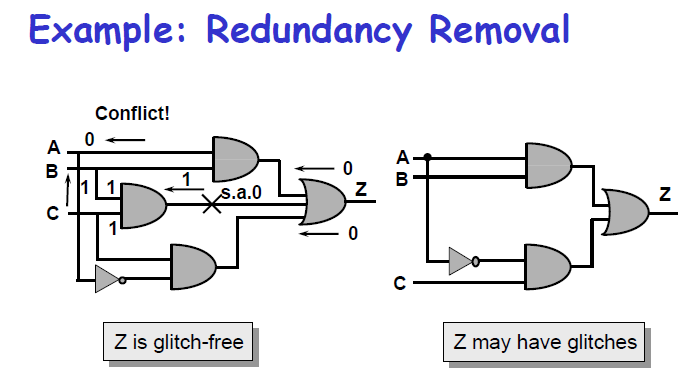 Example: Redundancy Removal
Conflict!
A
0
B
1
1
1
s.a.0
0
Z
C
1
0
A
B
Z
C
Z is glitch-free
Z may have glitches